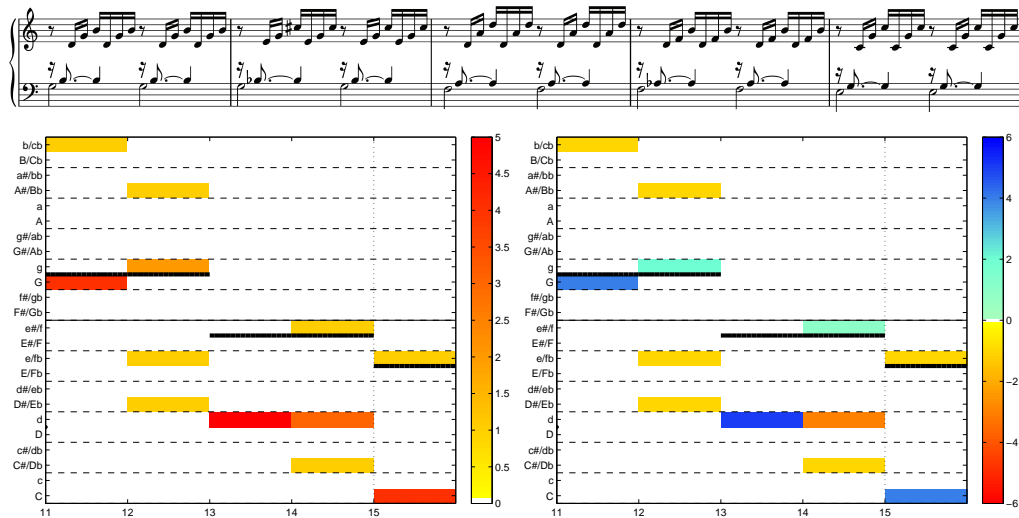 b/cb
B/Cb
a#/bb
A#/Bb
a
A
g#/ab
G#/Ab
g
G
f#/gb
F#/Gb
e#/f
E#/F
e/fb
E/Fb
d#/eb
D#/Eb
d
D
c#/db
C#/Db
c
C
11 12 13 14 15
5
4.5
4
3.5
3
2.5
2
1.5
1
0.5
0
b/cb
B/Cb
a#/bb
A#/Bb
a
A
g#/ab
G#/Ab
g
G
f#/gb
F#/Gb
e#/f
E#/F
e/fb
E/Fb
d#/eb
D#/Eb
d
D
c#/db
C#/Db
c
C
11 12 13 14 15
6
4
2
0
−2
−4
−6